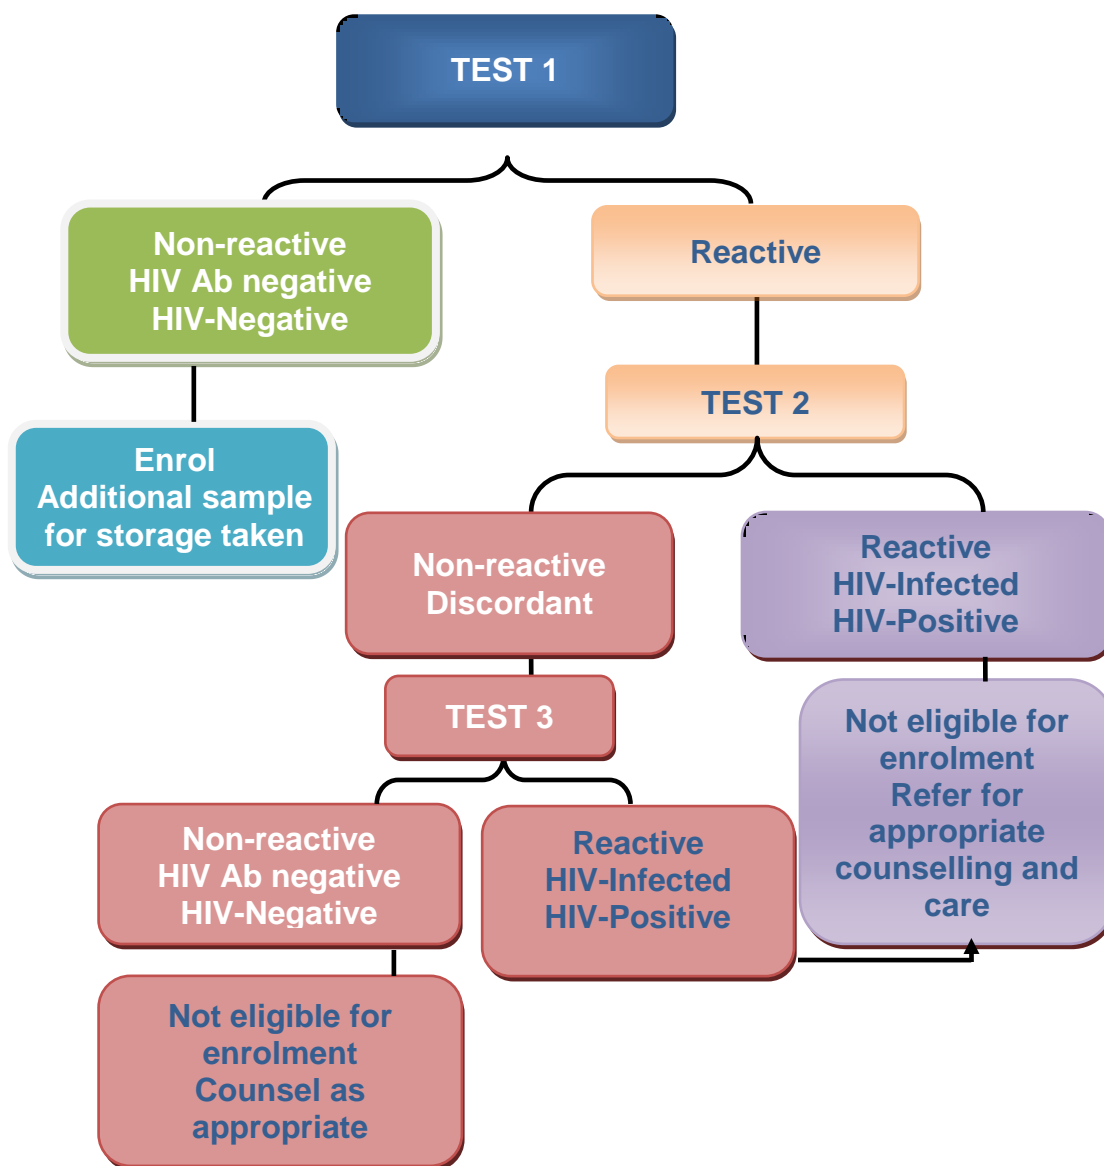 TEST 1
Non-reactive
HIV Ab negative
HIV-Negative
Reactive
Enrol
Additional sample
for storage taken
TEST 2
Non-reactive
Discordant
Reactive
HIV-Infected
HIV-Positive
TEST 3
Not eligible for
enrolment
Refer for
appropriate
counselling and
care
Non-reactive
HIV Ab negative
HIV-Negative
Reactive
HIV-Infected
HIV-Positive
Not eligible for
enrolment
Counsel as
appropriate